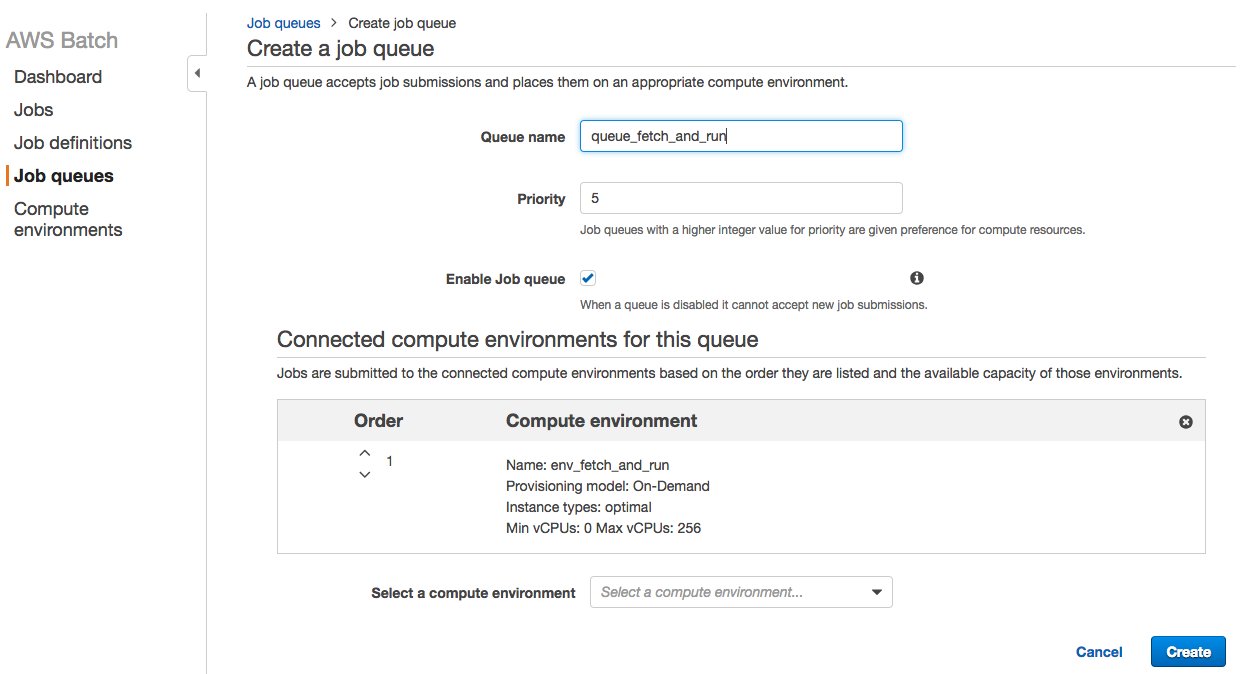 AWS Batch
Dashboard
Jobs
Job definitions
Job queues
Compute
environments
Job queues > Create job queue
Create a job queue
A job queue accepts job submissions and places them on an appropriate compute environment.
Queue name queue_fetch_and_run
Priority 5
Job queues with a higher integer value for priority are given preference for compute resources.
Enable Job queue
When a queue is disabled it cannot accept new job submissions.
Connected compute environments for this queue
Jobs are submitted to the connected compute environments based on the order they are listed and the available capacity of those environments.
Order Compute environment
1
Name: env_fetch_and_run
Provisioning model: On-Demand
Instance types: optimal
Min vCPUs: 0 Max vCPUs: 256
Select a compute environment Select a compute environment...
Cancel Create